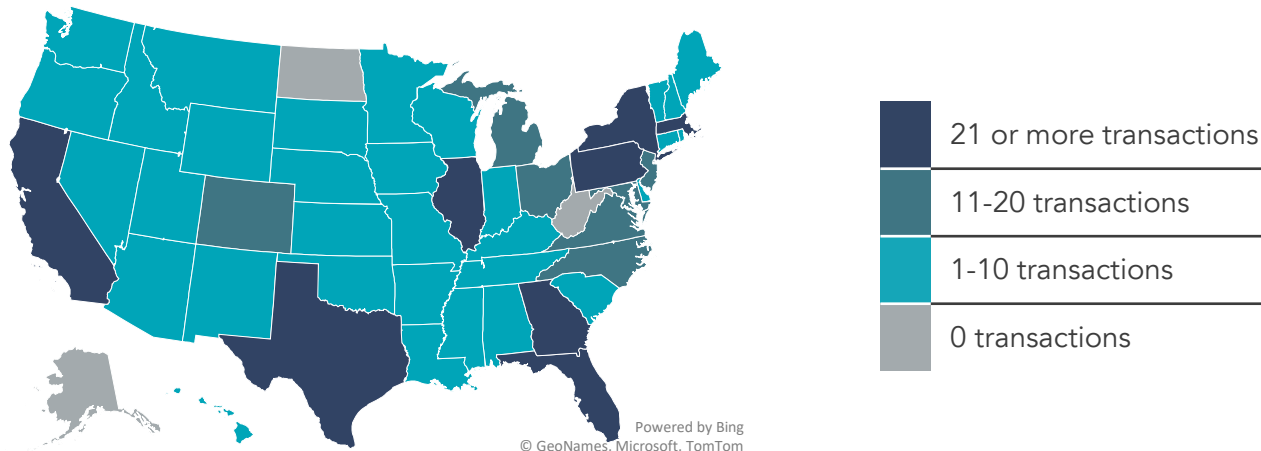 21 or more transactions
11-20 transactions
1-10 transactions
0 transactions
Powered by Bing
© GeoNames, Microsoft, TomTom